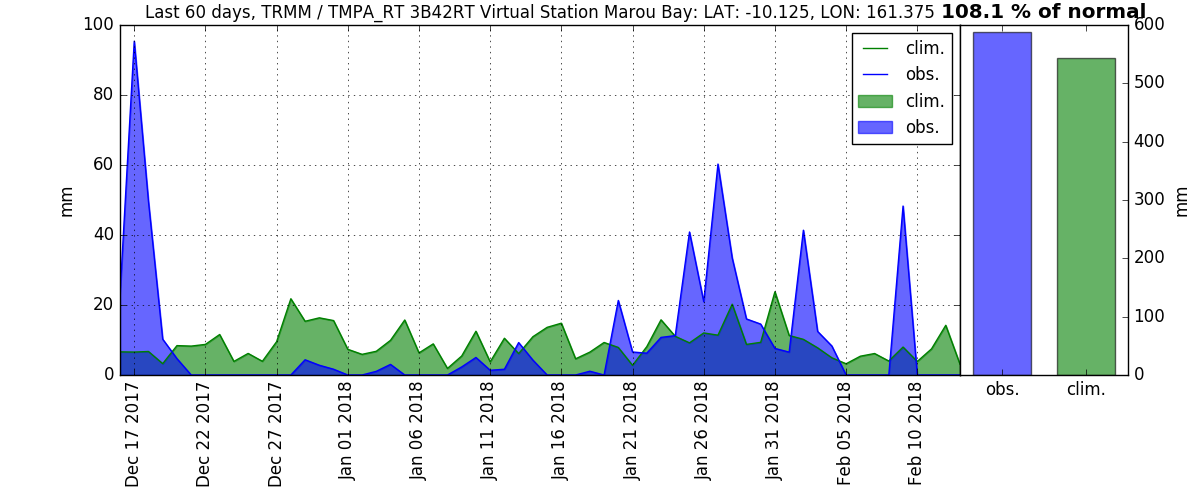 Last 60 days, TRMM / TMPA_RT 3B42RT Virtual Station Marou Bay: LAT: -10.125, LON: 161.375 108.1 % of normal
clim.
obs.
clim.
obs.
100
80
60
40
20
0
mm
600
500
400
300
200
100
0
mm
obs. clim.
Dec 17 2017
Dec 22 2017
Dec 27 2017
Jan 01 2018
Jan 06 2018
Jan 11 2018
Jan 16 2018
Jan 21 2018
Jan 26 2018
Jan 31 2018
Feb 05 2018
Feb 10 2018